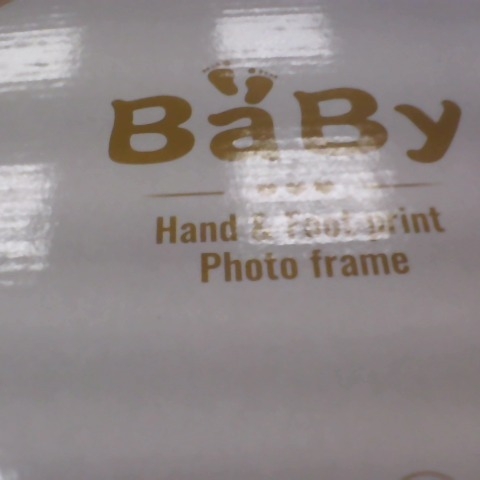 BaBy
Hand & Foot print
Photo frame